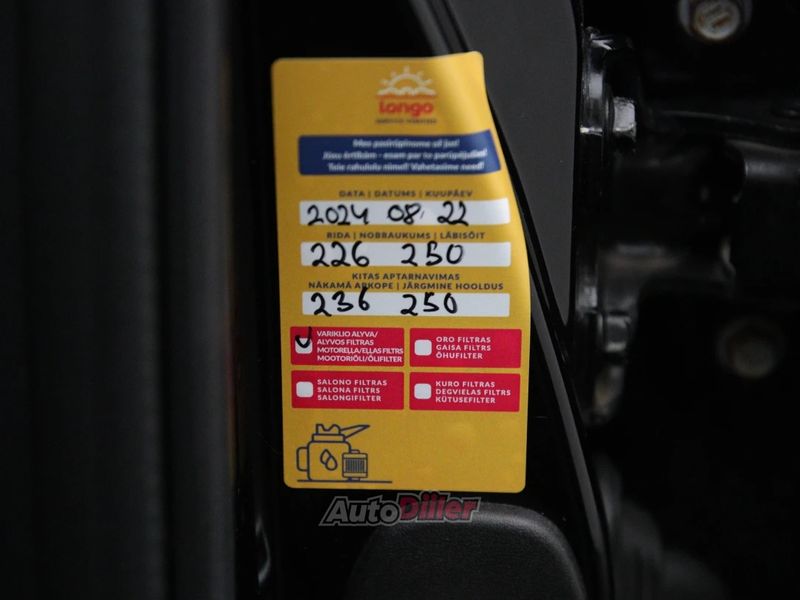 longo
Mes pasirūpinome už jus!
Jūsu ērtībām - esam par to parūpējušies!
Teie rahulolu nimel! Vahetasime need!
DATA | DATUMS | KUUPÄEV
2024 08. 22
RIDA | NOBRAUKUMS | LÄBISÕIT
226 250
KITAS APTARNAVIMAS
NĀKAMĀ APKOPE | JÄRGMINE HOOLDUS
236 250
VARIKLIO ALYVA/
ALYVOS FILTRAS
MOTOREĻĻA/EĻĻAS FILTRS
MOOTORIÕLI/ÕLIFILTER
ORO FILTRAS
GAISA FILTRS
ÕHUFILTER
SALONO FILTRAS
SALONA FILTRS
SALONGIFILTER
KURO FILTRAS
DEGVIELAS FILTRS
KÜTUSEFILTER
AutoDiller